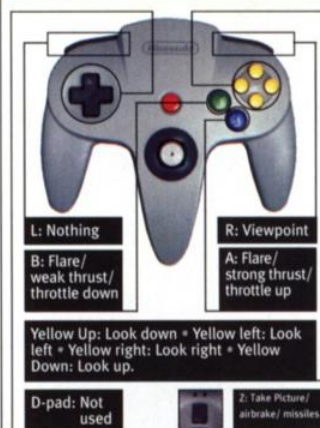 Nintendo
L: Nothing
R: Viewpoint
B: Flare/
weak thrust/
throttle down
A: Flare/
strong thrust/
throttle up
Yellow Up: Look down * Yellow left: Look
left * Yellow right: Look right * Yellow
Down: Look up.
D-pad: Not
used
Z: Take Picture/
airbrake/ missiles